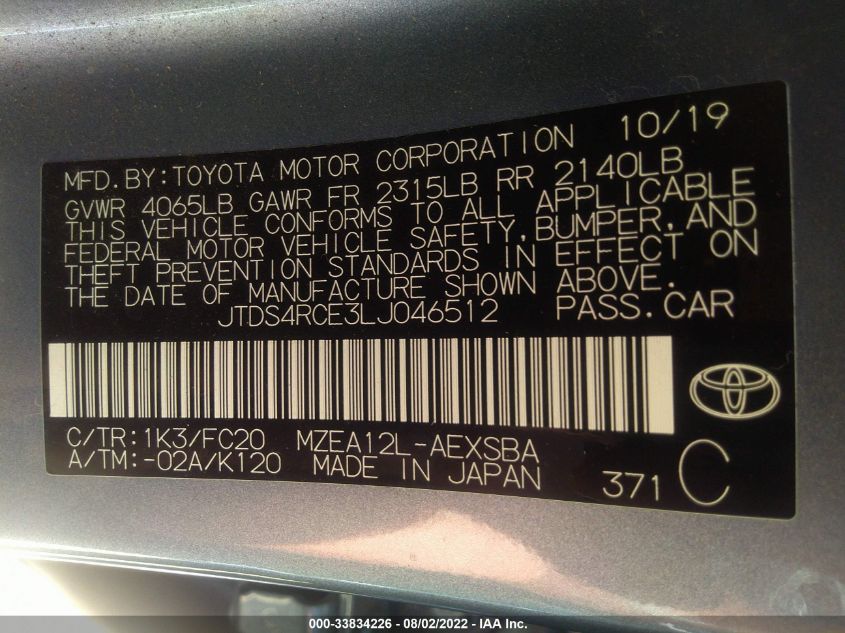 MFD. BY: TOYOTA MOTOR CORPORATION 10/19
GVWR 4065LB GAWR FR 2315LB RR 2140LB
THIS VEHICLE CONFORMS TO ALL APPLICABLE
FEDERAL MOTOR VEHICLE SAFETY, BUMPER, AND
THEFT PREVENTION STANDARDS IN EFFECT ON
THE DATE OF MANUFACTURE SHOWN ABOVE.
JTDS4RCE3LJ046512 PASS. CAR
C/TR: 1K3/FC20 MZEA12L-AEXSBA
A/TM: -02A/K120 MADE IN JAPAN 371 C
000-33834226 - 08/02/2022 - IAA Inc.